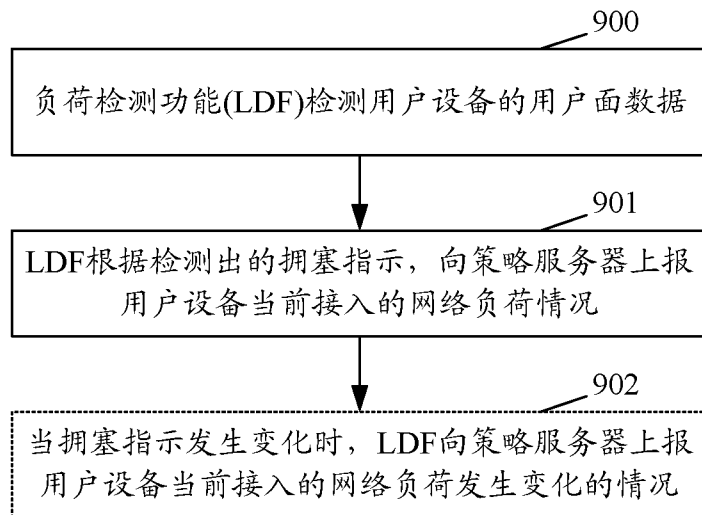 900
负荷检测功能(LDF)检测用户设备的用户面数据
901
LDF根据检测出的拥塞指示，向策略服务器上报
用户设备当前接入的网络负荷情况
902
当拥塞指示发生变化时，LDF向策略服务器上报
用户设备当前接入的网络负荷发生变化的情况